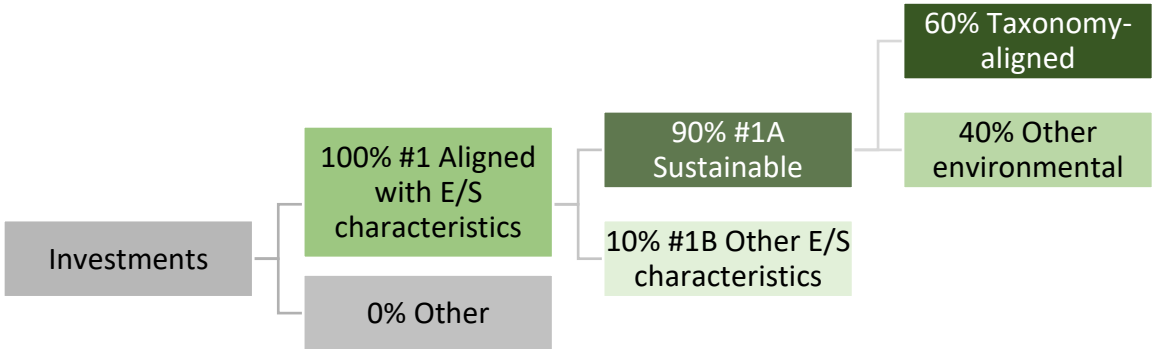 Investments
100% #1 Aligned
with E/S
characteristics
0% Other
90% #1A
Sustainable
10% #1B Other E/S
characteristics
60% Taxonomy-
aligned
40% Other
environmental